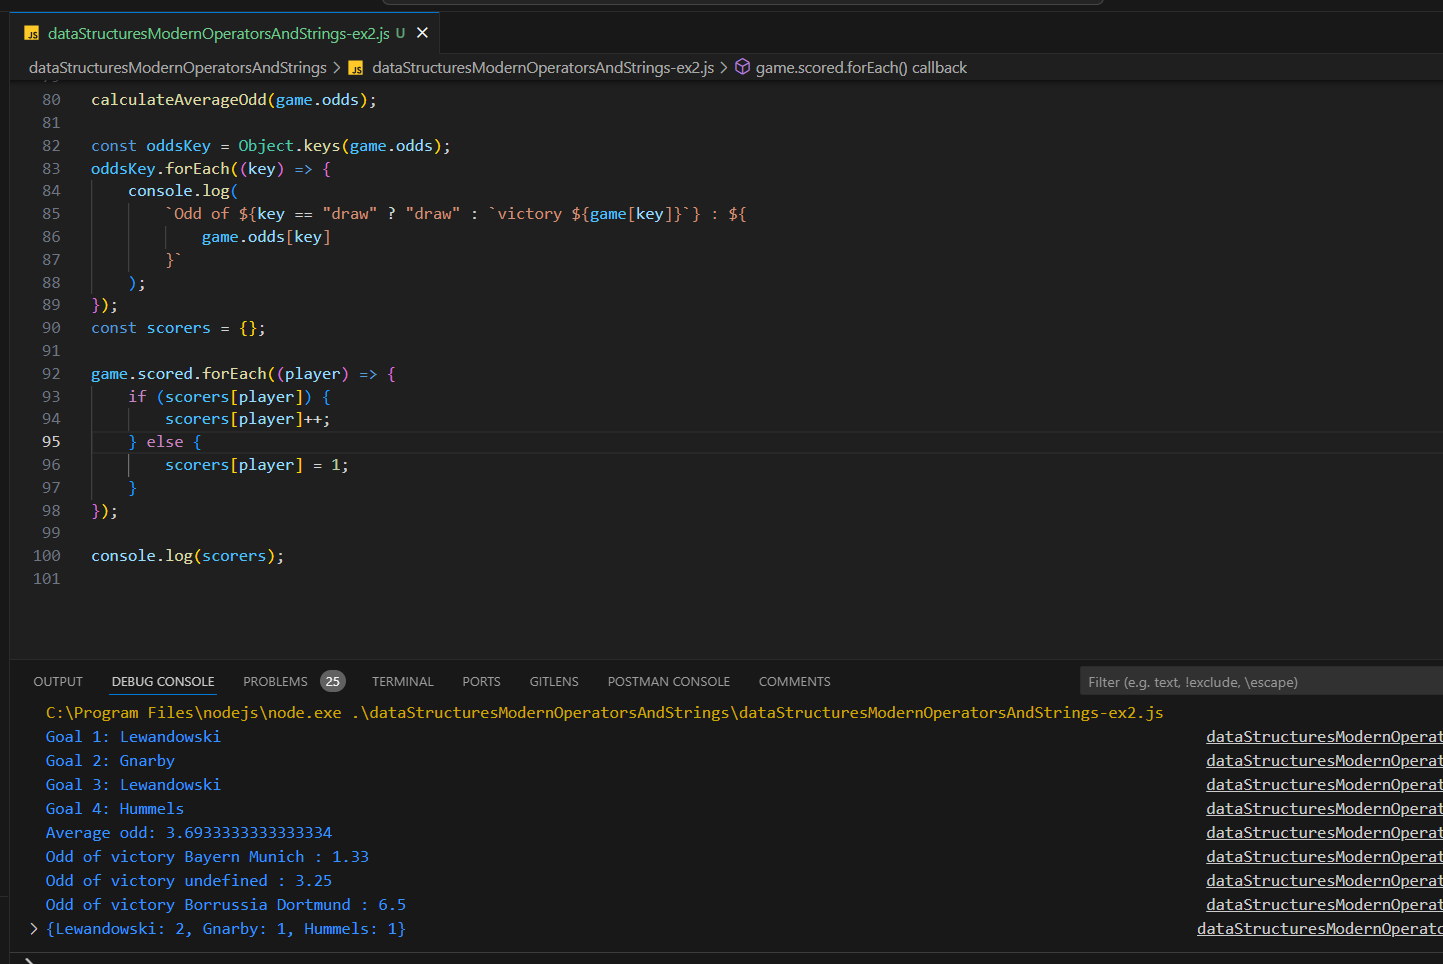 JS dataStructuresModernOperatorsAndStrings-ex2.js U
dataStructuresModernOperatorsAndStrings > JS dataStructuresModernOperatorsAndStrings-ex2.js > game.scored.forEach() callback
80 calculateAverageOdd(game.odds);
81
82 const oddsKey = Object.keys(game.odds);
83 oddsKey.forEach((key) => {
84 console.log(
85 `Odd of ${key == "draw" ? "draw" : `victory ${game[key]}`} : ${
86 game.odds[key]
87 }`
88 );
89 });
90 const scorers = {};
91
92 game.scored.forEach((player) => {
93 if (scorers[player]) {
94 scorers[player]++;
95 } else {
96 scorers[player] = 1;
97 }
98 });
99
100 console.log(scorers);
101
OUTPUT DEBUG CONSOLE PROBLEMS 25 TERMINAL PORTS GITLENS POSTMAN CONSOLE COMMENTS Filter (e.g. text, !exclude, \escape)
C:\Program Files\nodejs\node.exe .\dataStructuresModernOperatorsAndStrings\dataStructuresModernOperatorsAndStrings-ex2.js
Goal 1: Lewandowski dataStructuresModernOperat
Goal 2: Gnarby dataStructuresModernOperat
Goal 3: Lewandowski dataStructuresModernOperat
Goal 4: Hummels dataStructuresModernOperat
Average odd: 3.6933333333333334 dataStructuresModernOperat
Odd of victory Bayern Munich : 1.33 dataStructuresModernOperat
Odd of victory undefined : 3.25 dataStructuresModernOperat
Odd of victory Borrussia Dortmund : 6.5 dataStructuresModernOperat
> {Lewandowski: 2, Gnarby: 1, Hummels: 1} dataStructuresModernOperato